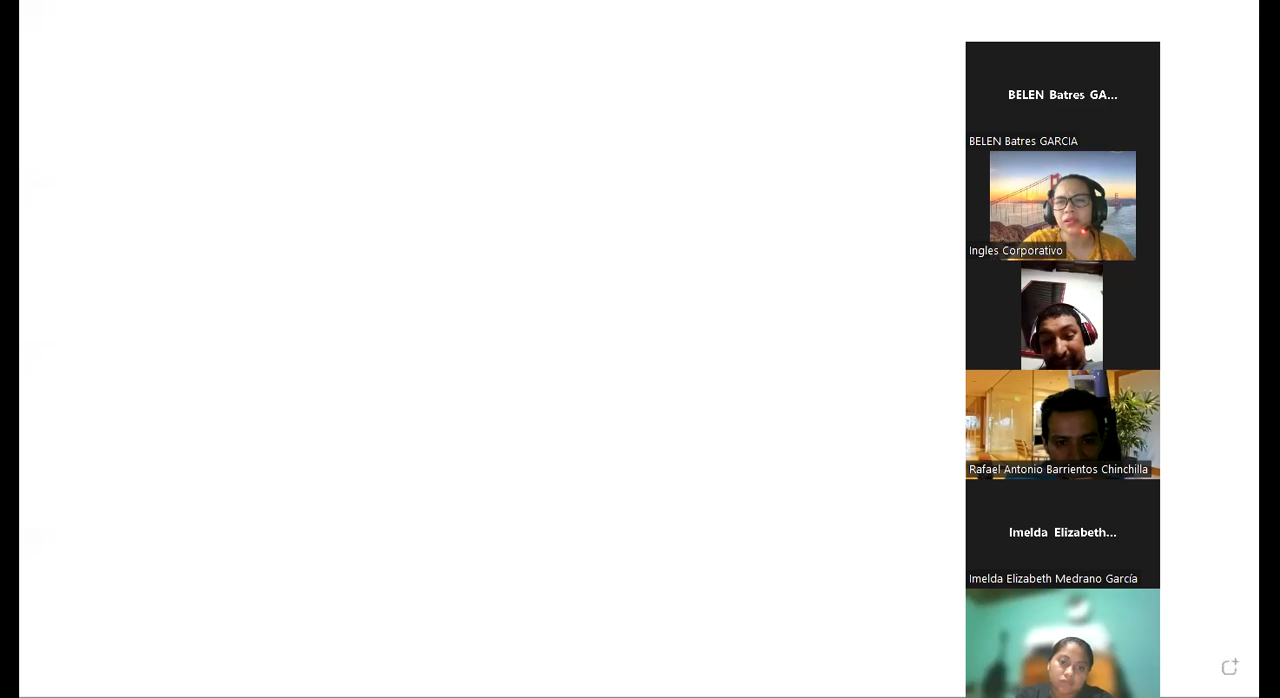 BELEN Batres GA...
BELEN Batres GARCIA
Ingles Corporativo
Rafael Antonio Barrientos Chinchilla
Imelda Elizabeth...
Imelda Elizabeth Medrano García